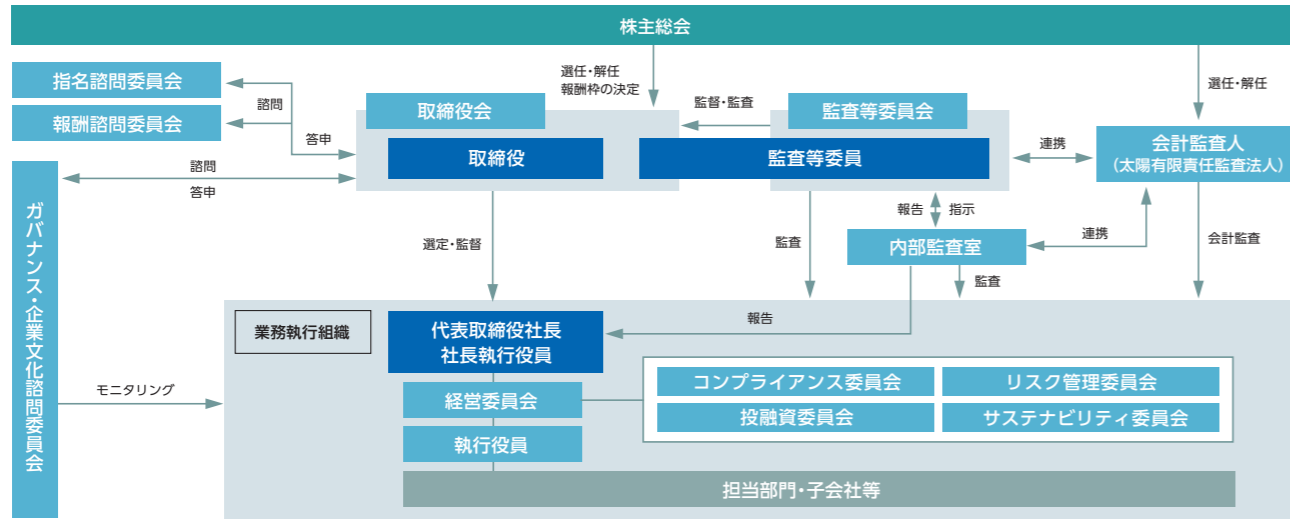 株主総会
指名諮問委員会
報酬諮問委員会
諮問
答申
選任・解任
報酬枠の決定
取締役会
取締役
監督・監査
監査等委員会
監査等委員
選任・解任
連携
会計監査人
(太陽有限責任監査法人)
諮問
答申
ガバナンス・企業文化諮問委員会
選定・監督
監査
報告
指示
内部監査室
連携
会計監査
監査
業務執行組織
代表取締役社長
社長執行役員
報告
モニタリング
経営委員会
執行役員
コンプライアンス委員会
リスク管理委員会
投融資委員会
サステナビリティ委員会
担当部門・子会社等